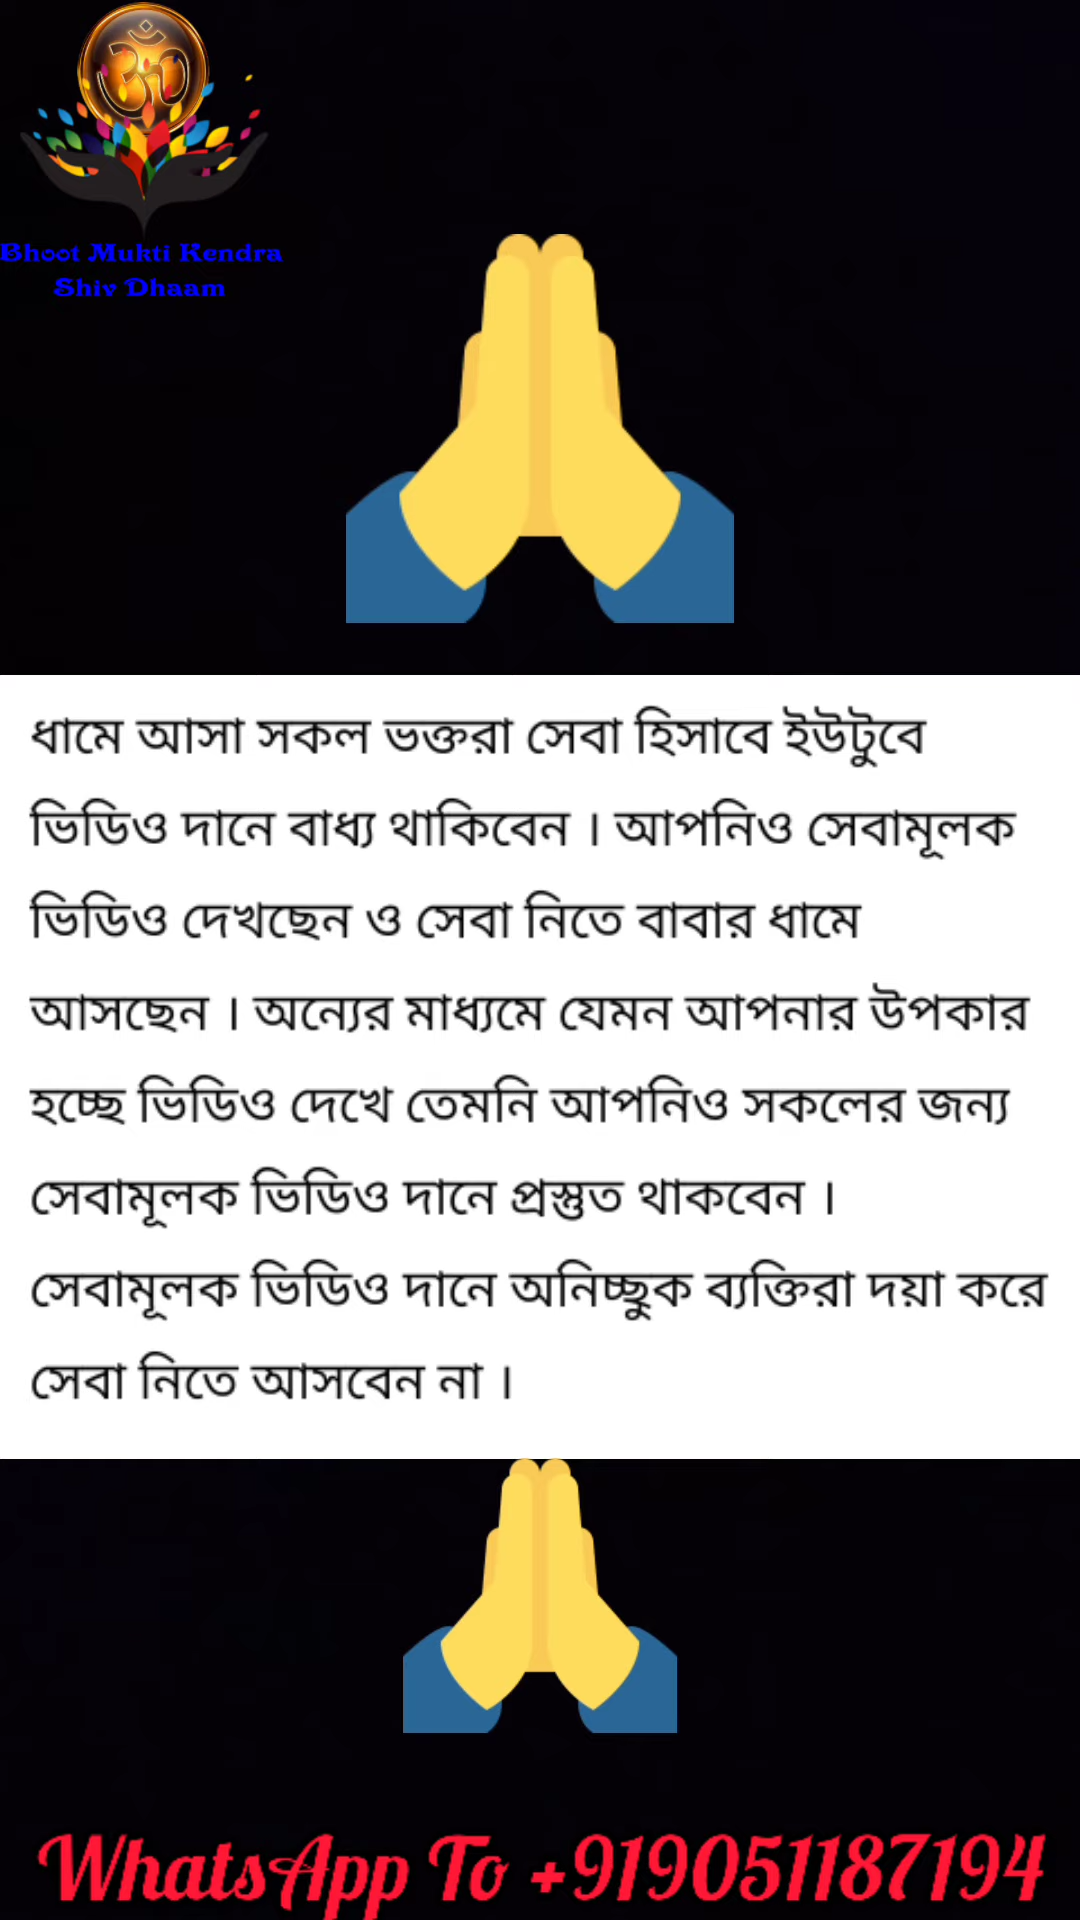 Bhoot Mukti Kendra
Shiv Dhaam
ধামে আসা সকল ভক্তরা সেবা হিসাবে ইউটুবে
ভিডিও দানে বাধ্য থাকিবেন । আপনিও সেবামূলক
ভিডিও দেখছেন ও সেবা নিতে বাবার ধামে
আসছেন । অন্যের মাধ্যমে যেমন আপনার উপকার
হচ্ছে ভিডিও দেখে তেমনি আপনিও সকলের জন্য
সেবামূলক ভিডিও দানে প্রস্তুত থাকবেন ।
সেবামূলক ভিডিও দানে অনিচ্ছুক ব্যক্তিরা দয়া করে
সেবা নিতে আসবেন না ।
WhatsApp To +919051187194